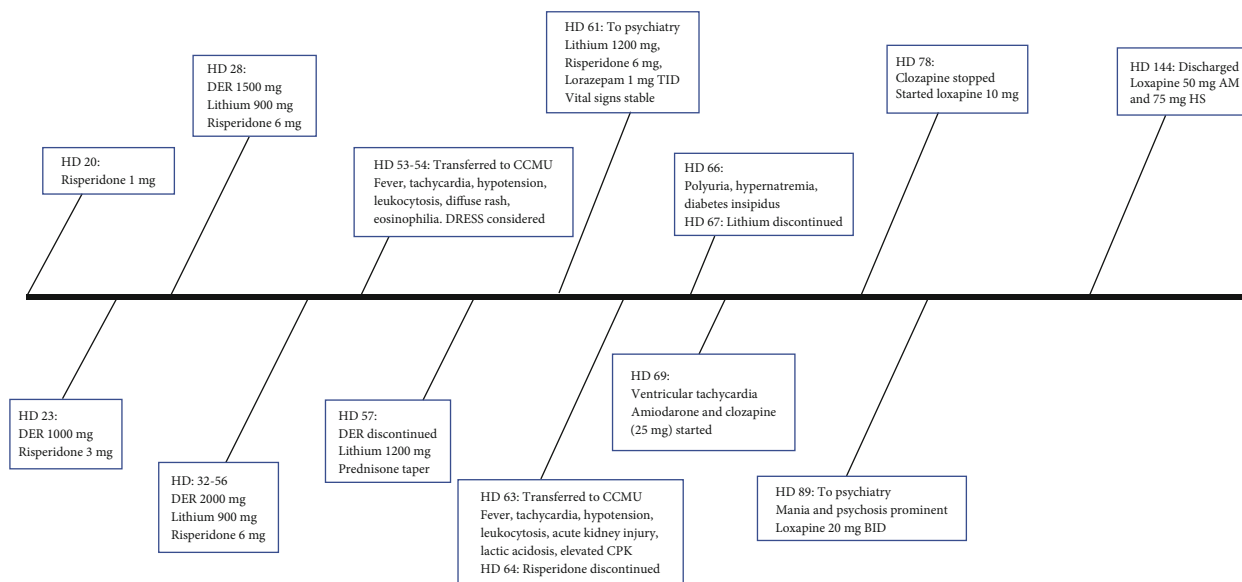 HD 20:
Risperidone 1 mg
HD 23:
DER 1000 mg
Risperidone 3 mg
HD 28:
DER 1500 mg
Lithium 900 mg
Risperidone 6 mg
HD: 32-56
DER 2000 mg
Lithium 900 mg
Risperidone 6 mg
HD 53-54: Transferred to CCMU
Fever, tachycardia, hypotension,
leukocytosis, diffuse rash,
eosinophilia. DRESS considered
HD 57:
DER discontinued
Lithium 1200 mg
Prednisone taper
HD 61: To psychiatry
Lithium 1200 mg,
Risperidone 6 mg,
Lorazepam 1 mg TID
Vital signs stable
HD 63: Transferred to CCMU
Fever, tachycardia, hypotension,
leukocytosis, acute kidney injury,
lactic acidosis, elevated CPK
HD 64: Risperidone discontinued
HD 66:
Polyuria, hypernatremia,
diabetes insipidus
HD 67: Lithium discontinued
HD 69:
Ventricular tachycardia
Amiodarone and clozapine
(25 mg) started
HD 78:
Clozapine stopped
Started loxapine 10 mg
HD 89: To psychiatry
Mania and psychosis prominent
Loxapine 20 mg BID
HD 144: Discharged
Loxapine 50 mg AM
and 75 mg HS